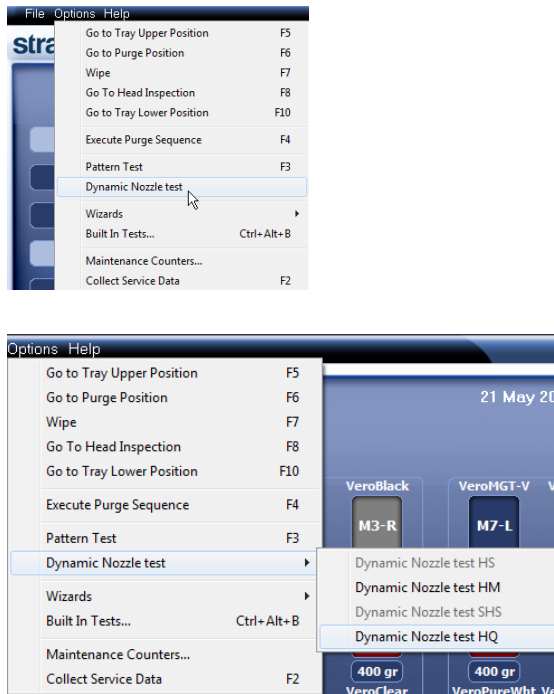 File Options Help
stra
Go to Tray Upper Position F5
Go to Purge Position F6
Wipe F7
Go To Head Inspection F8
Go to Tray Lower Position F10
Execute Purge Sequence F4
Pattern Test F3
Dynamic Nozzle test
Wizards
Built In Tests... Ctrl+Alt+B
Maintenance Counters...
Collect Service Data F2
Options Help
Go to Tray Upper Position F5
Go to Purge Position F6
21 May 20
Wipe F7
Go To Head Inspection F8
Go to Tray Lower Position F10
VeroBlack VeroMGT-V V
Execute Purge Sequence F4
M3-R M7-L
Pattern Test F3
Dynamic Nozzle test
Dynamic Nozzle test HS
Dynamic Nozzle test HM
Wizards
Dynamic Nozzle test SHS
Built In Tests... Ctrl+Alt+B
Dynamic Nozzle test HQ
Maintenance Counters...
400 gr 400 gr
Collect Service Data F2
VeroClear VeroPureWht Ve